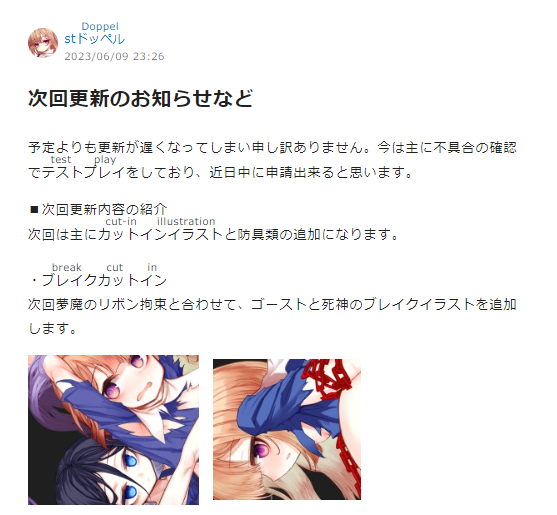 Doppel
stドッペル
2023/06/09 23:26
次回更新のお知らせなど
予定よりも更新が遅くなってしまい申し訳ありません。今は主に不具合の確認
test play
でテストプレイをしており、近日中に申請出来ると思います。
■次回更新内容の紹介
cut-in illustration
次回は主にカットインイラストと防具類の追加になります。
break cut in
・ブレイクカットイン
次回夢魔のリボン拘束と合わせて、ゴーストと死神のブレイクイラストを追加
します。